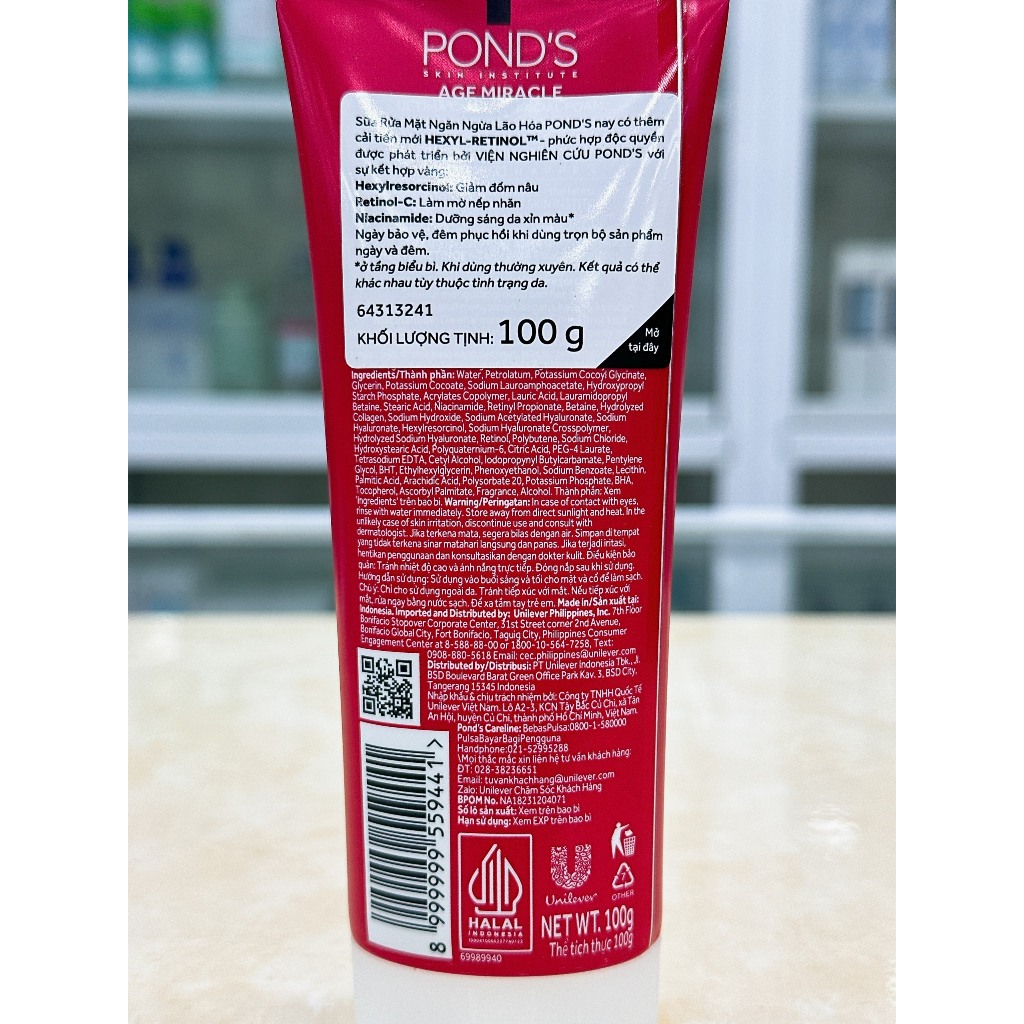 POND'S
SKIN INSTITUTE
AGE MIRACLE
Sữa Rửa Mặt Ngăn Ngừa Lão Hóa POND'S nay có thêm
cải tiến mới HEXYL-RETINOL™ - phức hợp độc quyền
được phát triển bởi VIỆN NGHIÊN CỨU POND'S với
sự kết hợp vàng:
Hexylresorcinol: Giảm đốm nâu
Retinol-C: Làm mờ nếp nhăn
Niacinamide: Dưỡng sáng da xỉn màu*
Ngày bảo vệ, đêm phục hồi khi dùng trọn bộ sản phẩm
ngày và đêm.
*ở tầng biểu bì. Khi dùng thường xuyên. Kết quả có thể
khác nhau tùy thuộc tình trạng da.
64313241
KHỐI LƯỢNG TỊNH: 100 g
Mở
tại đây
Ingredients/Thành phần: Water, Petrolatum, Potassium Cocoyl Glycinate,
Glycerin, Potassium Cocoate, Sodium Lauroamphoacetate, Hydroxypropyl
Starch Phosphate, Acrylates Copolymer, Lauric Acid, Lauramidopropyl
Betaine, Stearic Acid, Niacinamide, Retinyl Propionate, Betaine, Hydrolyzed
Collagen, Sodium Hydroxide, Sodium Acetylated Hyaluronate, Sodium
Hyaluronate, Hexylresorcinol, Sodium Hyaluronate Crosspolymer,
Hydrolyzed Sodium Hyaluronate, Retinol, Polybutene, Sodium Chloride,
Hydroxystearic Acid, Polyquaternium-6, Citric Acid, PEG-4 Laurate,
Tetrasodium EDTA, Cetyl Alcohol, Iodopropynyl Butylcarbamate, Pentylene
Glycol, BHT, Ethylhexylglycerin, Phenoxyethanol, Sodium Benzoate, Lecithin,
Palmitic Acid, Arachidic Acid, Polysorbate 20, Potassium Phosphate, BHA,
Tocopherol, Ascorbyl Palmitate, Fragrance, Alcohol. Thành phần: Xem
'Ingredients' trên bao bì. Warning/Peringatan: In case of contact with eyes,
rinse with water immediately. Store away from direct sunlight and heat. In the
unlikely case of skin irritation, discontinue use and consult with
dermatologist. Jika terkena mata, segera bilas dengan air. Simpan di tempat
yang tidak terkena sinar matahari langsung dan panas. Jika terjadi iritasi,
hentikan penggunaan dan konsultasikan dengan dokter kulit. Điều kiện bảo
quản: Tránh nhiệt độ cao và ánh nắng trực tiếp. Đóng nắp sau khi sử dụng.
Hướng dẫn sử dụng: Sử dụng vào buổi sáng và tối cho mặt và cổ để làm sạch.
Chú ý: Chỉ cho sử dụng ngoài da. Tránh tiếp xúc với mắt. Nếu tiếp xúc với
mắt, rửa ngay bằng nước sạch. Để xa tầm tay trẻ em. Made in/Sản xuất tại:
Indonesia. Imported and Distributed by: Unilever Philippines, Inc. 7th Floor
Bonifacio Stopover Corporate Center, 31st Street corner 2nd Avenue,
Bonifacio Global City, Fort Bonifacio, Taguig City, Philippines Consumer
Engagement Center at 8-588-88-00 or 1800-10-564-7258, Text:
0908-880-5618 Email: cec.philippines@unilever.com
Distributed by/Distribusi: PT Unilever Indonesia Tbk., Jl.
BSD Boulevard Barat Green Office Park Kav. 3, BSD City,
Tangerang 15345 Indonesia
Nhập khẩu & chịu trách nhiệm bởi: Công ty TNHH Quốc Tế
Unilever Việt Nam. Lô A2-3, KCN Tây Bắc Củ Chi, xã Tân
An Hội, huyện Củ Chi, thành phố Hồ Chí Minh, Việt Nam.
Pond's Careline: BebasPulsa:0800-1-580000
PulsaBayarBagiPengguna
Handphone:021-52995288
\Mọi thắc mắc xin liên hệ tư vấn khách hàng:
ĐT: 028-38236651
Email: tuvankhachhang@unilever.com
Zalo: Unilever Chăm Sóc Khách Hàng
BPOM No. NA18231204071
Số lô sản xuất: Xem trên bao bì
Hạn sử dụng: Xem EXP trên bao bì
8 999999 559441 >
HALAL
INDONESIA
Unilever
7
OTHER
NET WT. 100g
Thể tích thực 100g
69989940